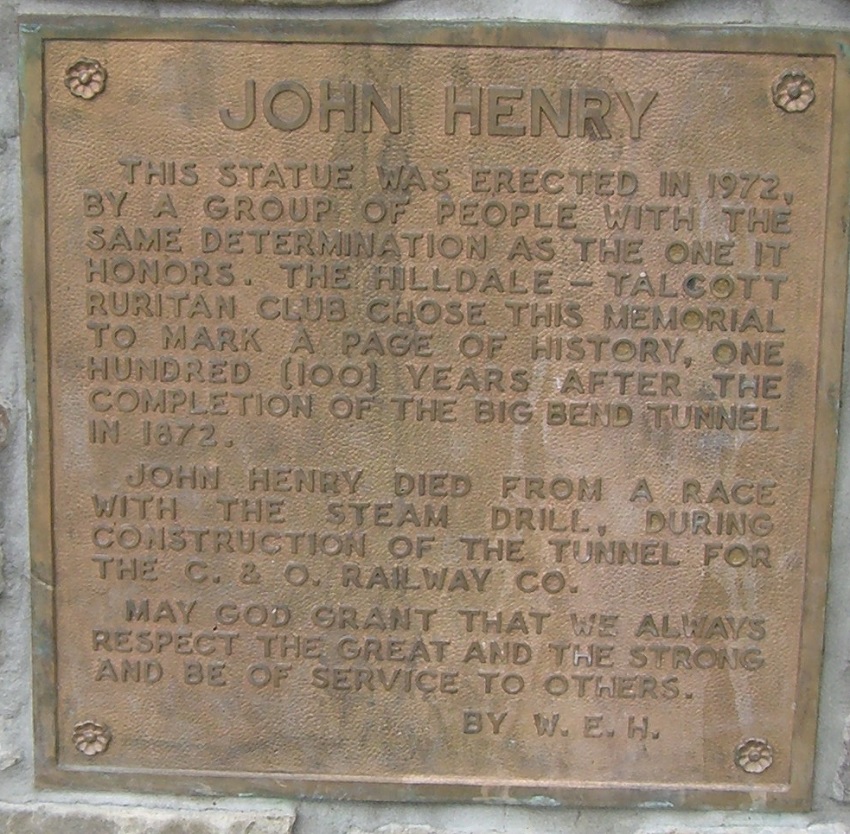 JOHN HENRY
THIS STATUE WAS ERECTED IN 1972,
BY A GROUP OF PEOPLE WITH THE
SAME DETERMINATION AS THE ONE IT
HONORS. THE HILLDALE – TALCOTT
RURITAN CLUB CHOSE THIS MEMORIAL
TO MARK A PAGE OF HISTORY, ONE
HUNDRED (100) YEARS AFTER THE
COMPLETION OF THE BIG BEND TUNNEL
IN 1872.
JOHN HENRY DIED FROM A RACE
WITH THE STEAM DRILL, DURING
CONSTRUCTION OF THE TUNNEL FOR
THE C. & O. RAILWAY CO.
MAY GOD GRANT THAT WE ALWAYS
RESPECT THE GREAT AND THE STRONG
AND BE OF SERVICE TO OTHERS.
BY W. E. H.